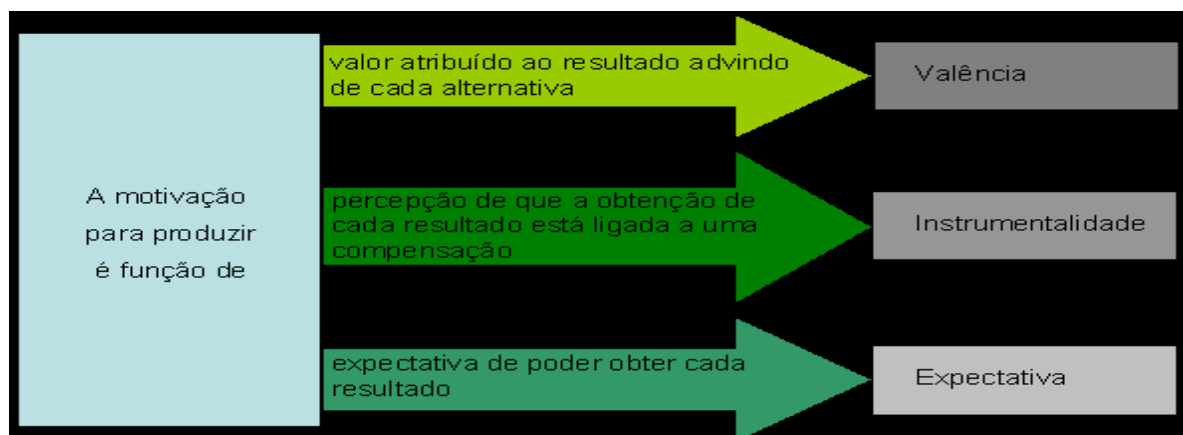 A motivação
para produzir
é função de
valor atribuído ao resultado advindo
de cada alternativa
Valência
percepção de que a obtenção de
cada resultado está ligada a uma
compensação
Instrumentalidade
expectativa de poder obter cada
resultado
Expectativa